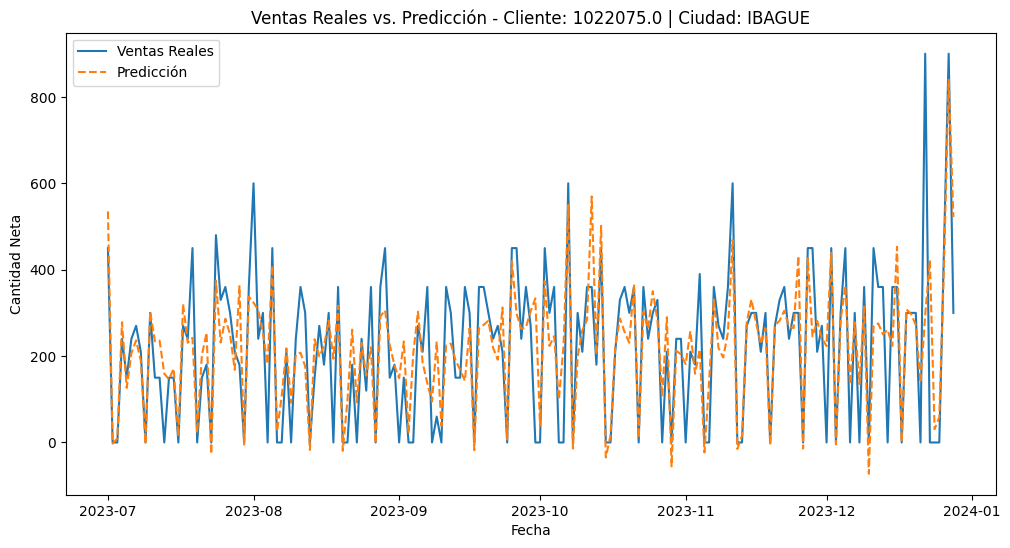 Ventas Reales vs. Predicción - Cliente: 1022075.0 | Ciudad: IBAGUE
Ventas Reales
Predicción
Cantidad Neta
800
600
400
200
0
2023-07
2023-08
2023-09
2023-10
2023-11
2023-12
2024-01
Fecha